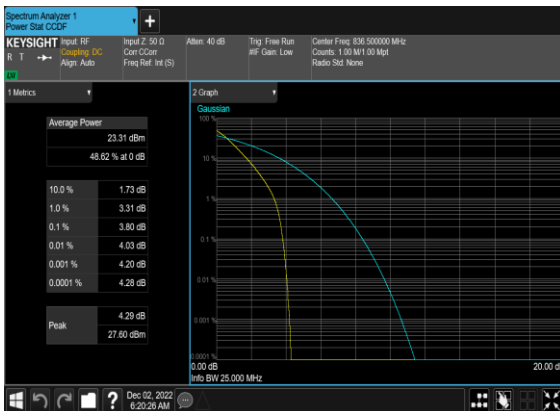 Spectrum Analyzer 1
Power Stat CCDF
KEYSIGHT
R T
LV
Input: RF
Coupling: DC
Align: Auto
Input Z: 50 Ω
Corr CCorr
Freq Ref: Int (S)
Atten: 40 dB
Trig: Free Run
#IF Gain: Low
Center Freq: 836.500000 MHz
Counts: 1.00 M/1.00 Mpt
Radio Std: None
1 Metrics
Average Power
23.31 dBm
48.62 % at 0 dB
10.0 % 1.73 dB
1.0 % 3.31 dB
0.1 % 3.80 dB
0.01 % 4.03 dB
0.001 % 4.20 dB
0.0001 % 4.28 dB
Peak 4.29 dB
27.60 dBm
2 Graph
Gaussian
100 %
10 %
1 %
0.1 %
0.01 %
0.001 %
0.0001 %
0.00 dB
20.00 d
Info BW 25.000 MHz
Dec 02, 2022
6:20:26 AM